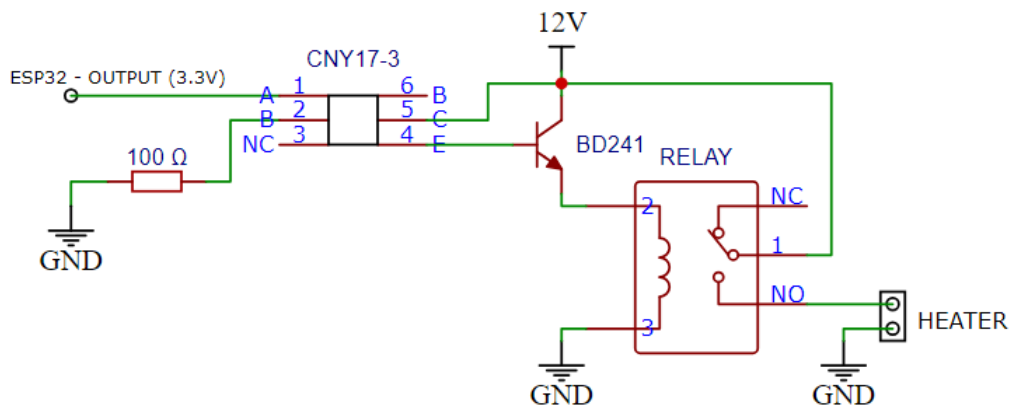 12V
CNY17-3
ESP32 - OUTPUT (3.3V)
A 1 6 B
B 2 5 C
NC 3 4 E
BD241
100 Ω
RELAY
GND
2 NC
1
NO
3
HEATER
GND
GND